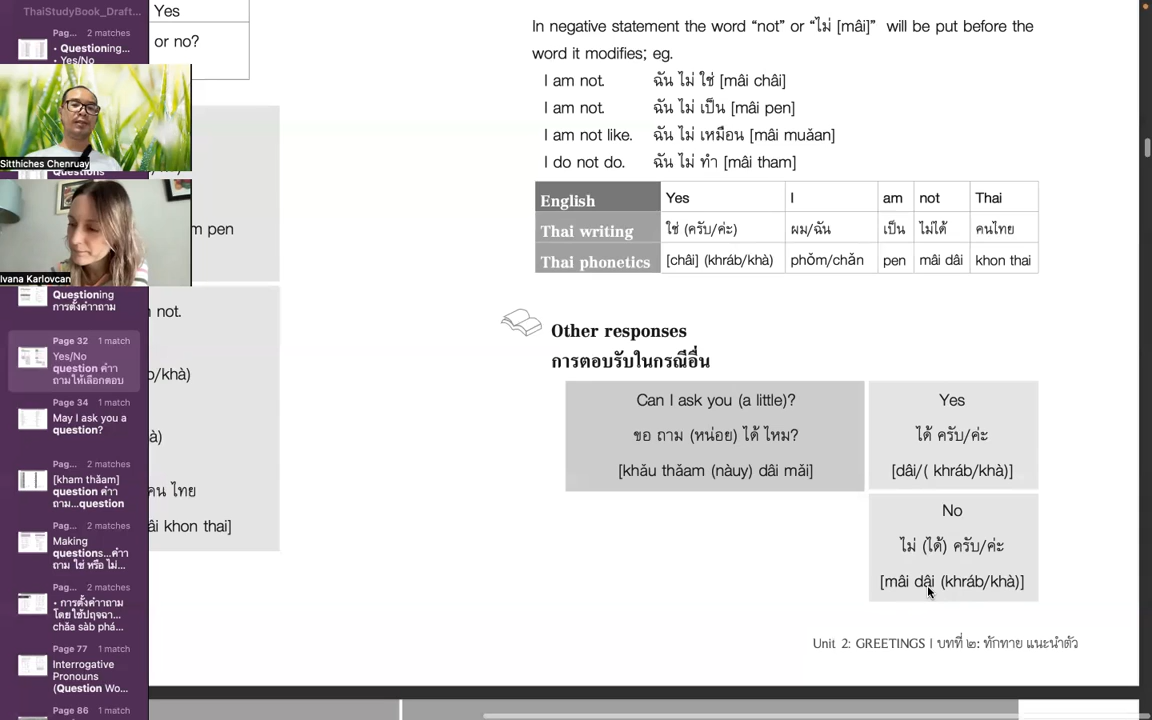 ThaiStudyBook_Draft...
Pag... 2 matches
• Questioning...
• Yes/No
Sitthiches Chenruay
Questions
Ivana Karlovcan
Questioning
การตั้งคำาถาม
Page 32 1 match
Yes/No
question คำา
ถามให้เลือกตอบ
Page 34 1 match
May I ask you a
question?
Pag... 2 matches
[kham thăam]
question คำา
ถาม...question
Pag... 2 matches
Making
questions...คำา
ถาม ใช่ หรือ ไม่...
Pag... 2 matches
• การตั้งคำาถาม
โดยใช้ปฤจฉา...
chăa sàb phá...
Page 77 1 match
Interrogative
Pronouns
(Question Wo...
Page 86 1 match
Yes
or no?
m pen
n not.
o/khà)
à)
คน ไทย
âi khon thai]
In negative statement the word “not” or “ไม่ [mâi]” will be put before the
word it modifies; eg.
I am not. ฉัน ไม่ ใช่ [mâi châi]
I am not. ฉัน ไม่ เป็น [mâi pen]
I am not like. ฉัน ไม่ เหมือน [mâi muăan]
I do not do. ฉัน ไม่ ทำ [mâi tham]
English Yes I am not Thai
Thai writing ใช่ (ครับ/ค่ะ) ผม/ฉัน เป็น ไม่ได้ คนไทย
Thai phonetics [châi] (khráb/khà) phŏm/chăn pen mâi dâi khon thai
Other responses
การตอบรับในกรณีอื่น
Can I ask you (a little)?
ขอ ถาม (หน่อย) ได้ ไหม?
[khău thăam (nàuy) dâi măi]
Yes
ได้ ครับ/ค่ะ
[dâi/( khráb/khà)]
No
ไม่ (ได้) ครับ/ค่ะ
[mâi dâi (khráb/khà)]
Unit 2: GREETINGS | บทที่ ๒: ทักทาย แนะนำตัว